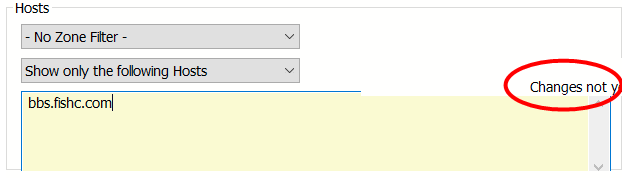 Hosts
- No Zone Filter -
Show only the following Hosts
Changes not y
bbs.fishc.com